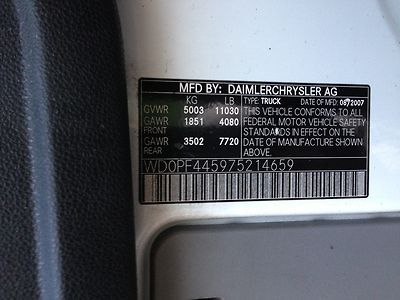 MFD BY: DAIMLERCHRYSLER AG
KG LB TYPE: TRUCK DATE OF MFD: 08/2007
GVWR 5003 11030 THIS VEHICLE CONFORMS TO ALL
GAWR 1851 4080 FEDERAL MOTOR VEHICLE SAFETY
FRONT STANDARDS IN EFFECT ON THE
GAWR 3502 7720 DATE OF MANUFACTURE SHOWN
REAR ABOVE.
WD0PF445975214659